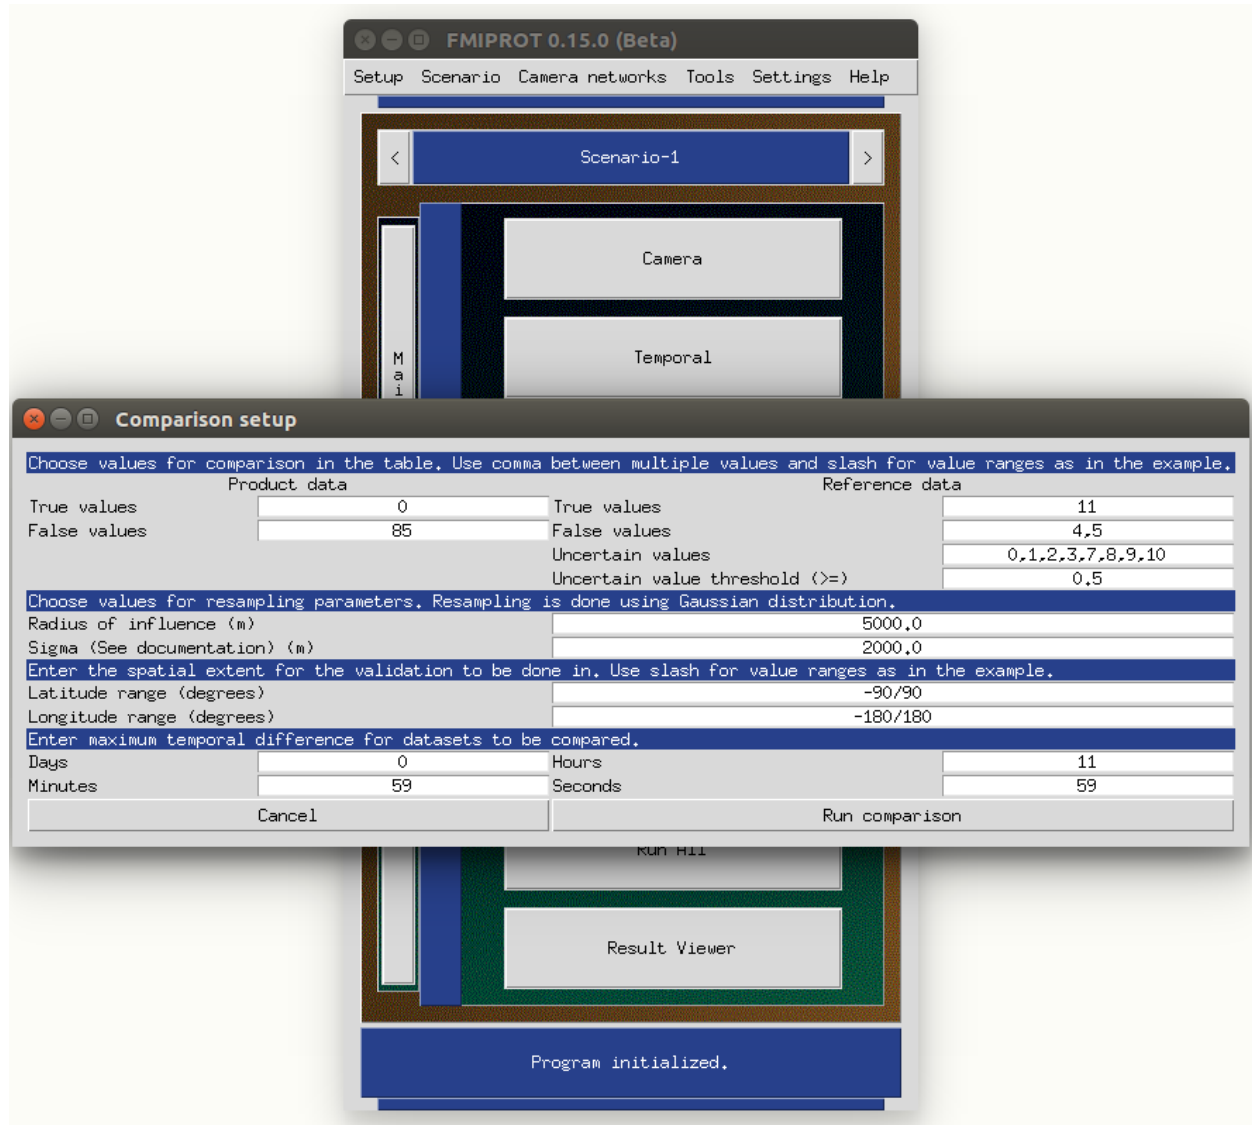 FMIPROT 0.15.0 (Beta)
Setup Scenario Camera networks Tools Settings Help
< Scenario-1 >
Camera
Temporal
M
a
i
Comparison setup
Choose values for comparison in the table. Use comma between multiple values and slash for value ranges as in the example.
Product data Reference data
True values 0 True values 11
False values 85 False values 4,5
Uncertain values 0,1,2,3,7,8,9,10
Uncertain value threshold (>=) 0.5
Choose values for resampling parameters. Resampling is done using Gaussian distribution.
Radius of influence (m) 5000.0
Sigma (See documentation) (m) 2000.0
Enter the spatial extent for the validation to be done in. Use slash for value ranges as in the example.
Latitude range (degrees) -90/90
Longitude range (degrees) -180/180
Enter maximum temporal difference for datasets to be compared.
Days 0 Hours 11
Minutes 59 Seconds 59
Cancel Run comparison
Run All
Result Viewer
Program initialized.